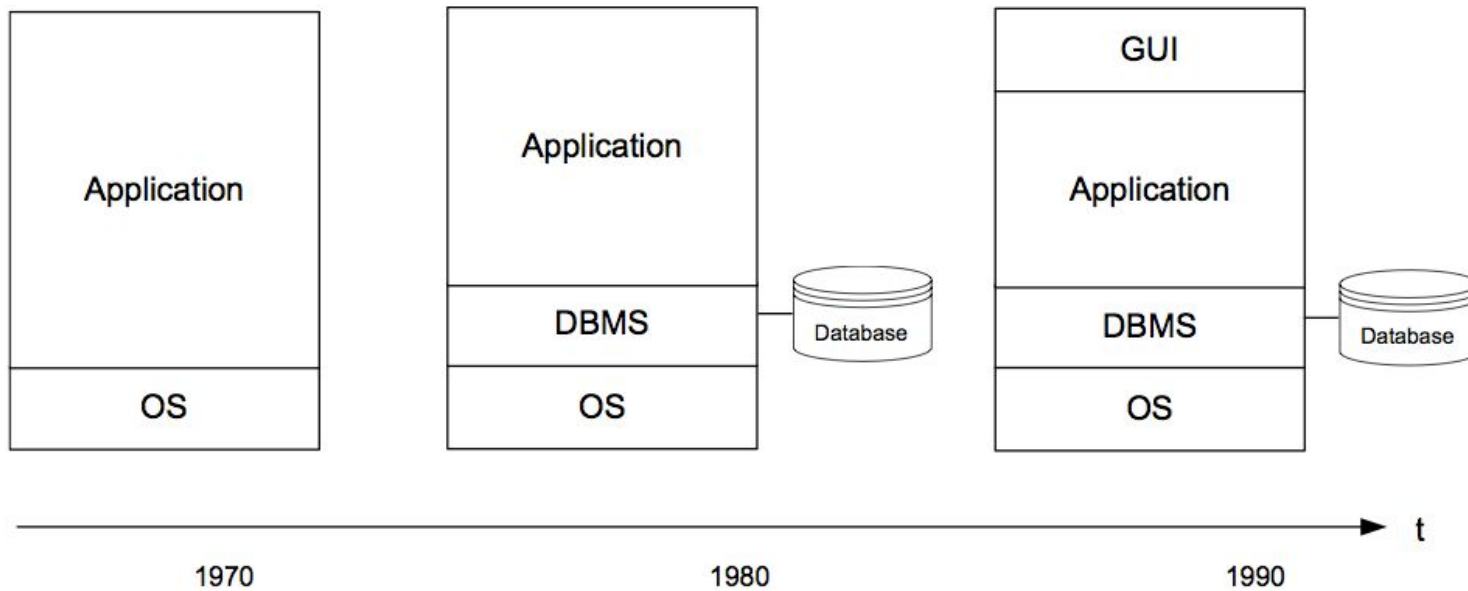 Application
OS
Application
DBMS
OS
Database
GUI
Application
DBMS
OS
Database
t
1970
1980
1990